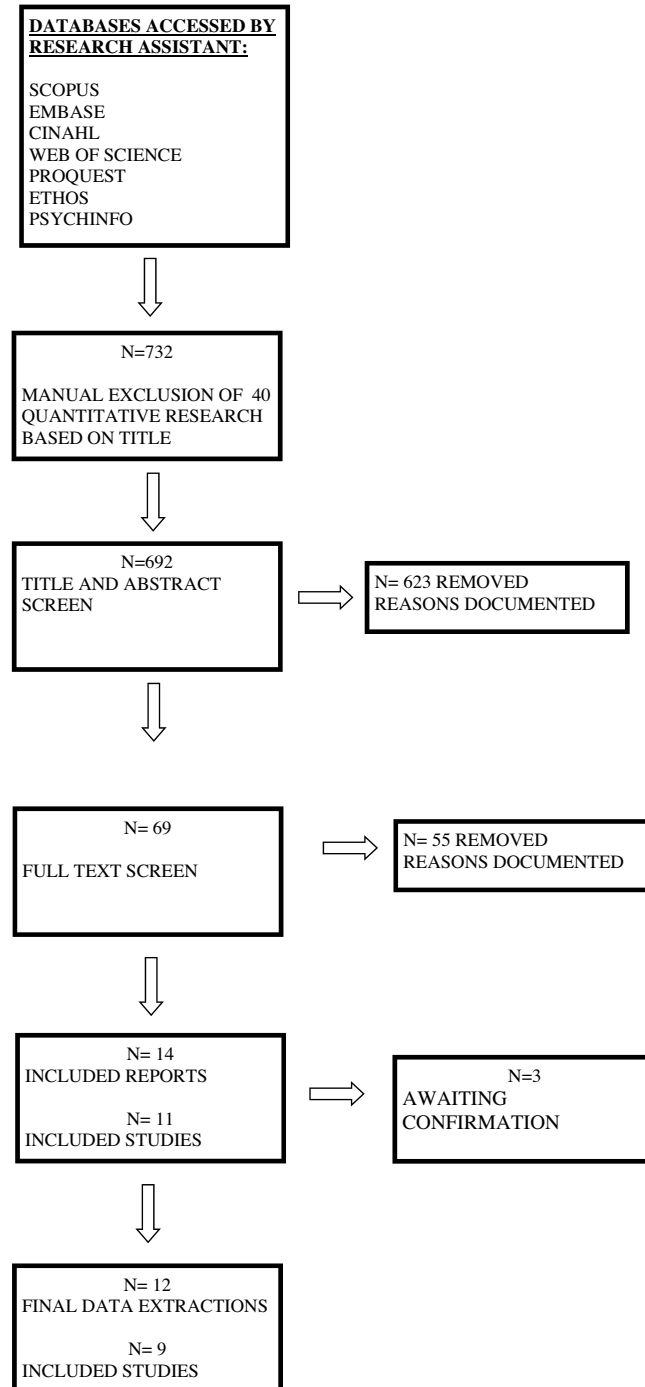 DATABASES ACCESSED BY
RESEARCH ASSISTANT:
SCOPUS
EMBASE
CINAHL
WEB OF SCIENCE
PROQUEST
ETHOS
PSYCHINFO
N=732
MANUAL EXCLUSION OF 40
QUANTITATIVE RESEARCH
BASED ON TITLE
N=692
TITLE AND ABSTRACT
SCREEN
N= 623 REMOVED
REASONS DOCUMENTED
N= 69
FULL TEXT SCREEN
N= 55 REMOVED
REASONS DOCUMENTED
N= 14
INCLUDED REPORTS
N= 11
INCLUDED STUDIES
N=3
AWAITING
CONFIRMATION
N= 12
FINAL DATA EXTRACTIONS
N= 9
INCLUDED STUDIES